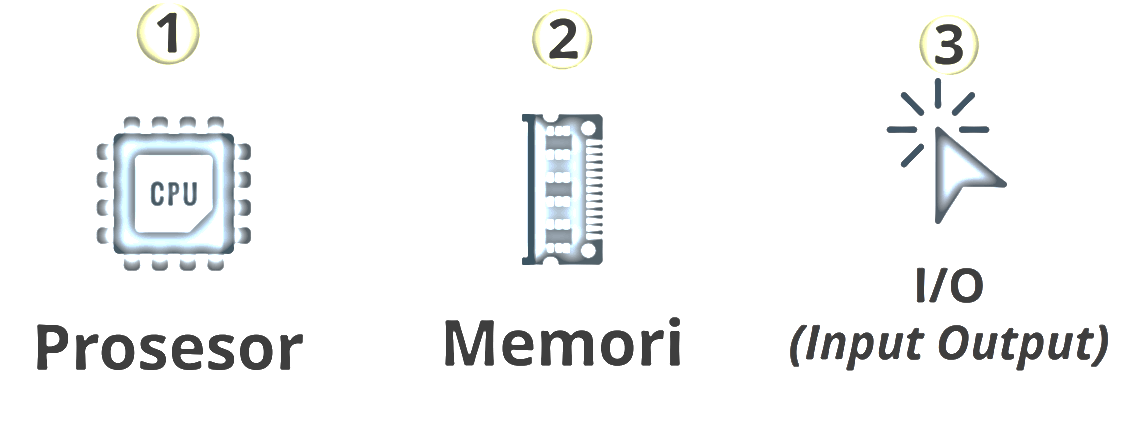 1
2
3
CPU
Prosesor
Memori
I/O
(Input Output)